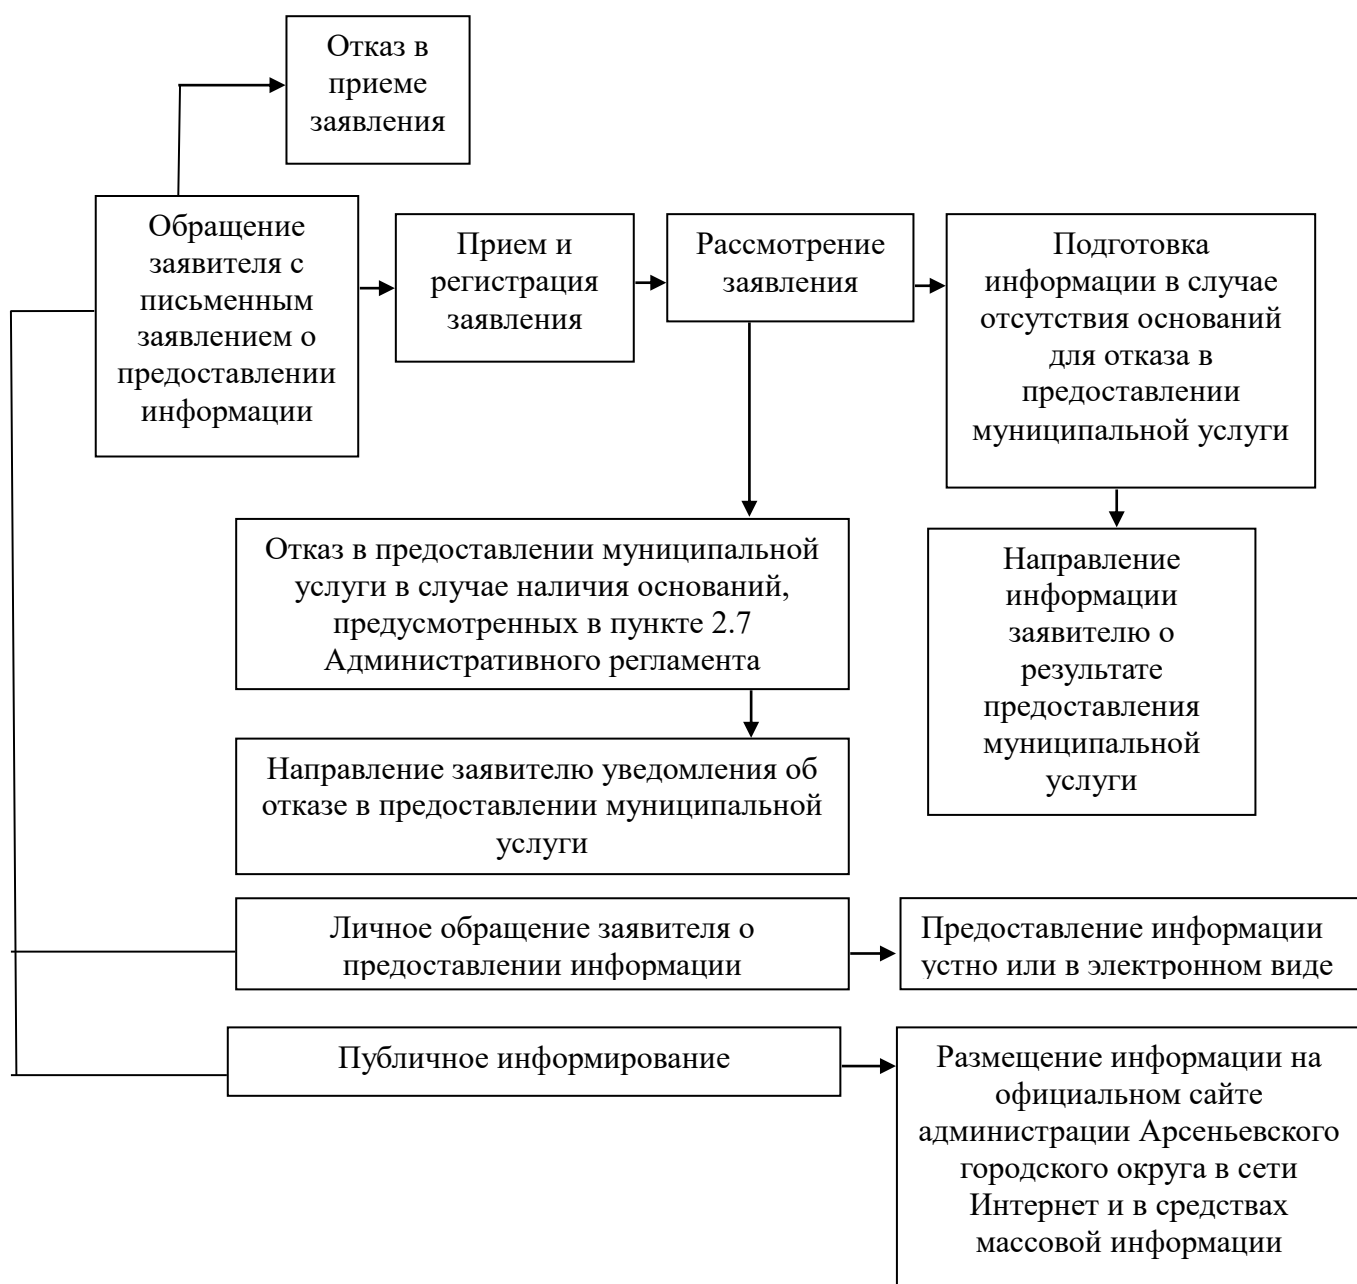 Отказ в
приеме
заявления
Обращение
заявителя с
письменным
заявлением о
предоставлении
информации
Прием и
регистрация
заявления
Рассмотрение
заявления
Подготовка
информации в случае
отсутствия оснований
для отказа в
предоставлении
муниципальной услуги
Отказ в предоставлении муниципальной
услуги в случае наличия оснований,
предусмотренных в пункте 2.7
Административного регламента
Направление
информации
заявителю о
результате
предоставления
муниципальной
услуги
Направление заявителю уведомления об
отказе в предоставлении муниципальной
услуги
Личное обращение заявителя о
предоставлении информации
Предоставление информации
устно или в электронном виде
Публичное информирование
Размещение информации на
официальном сайте
администрации Арсеньевского
городского округа в сети
Интернет и в средствах
массовой информации